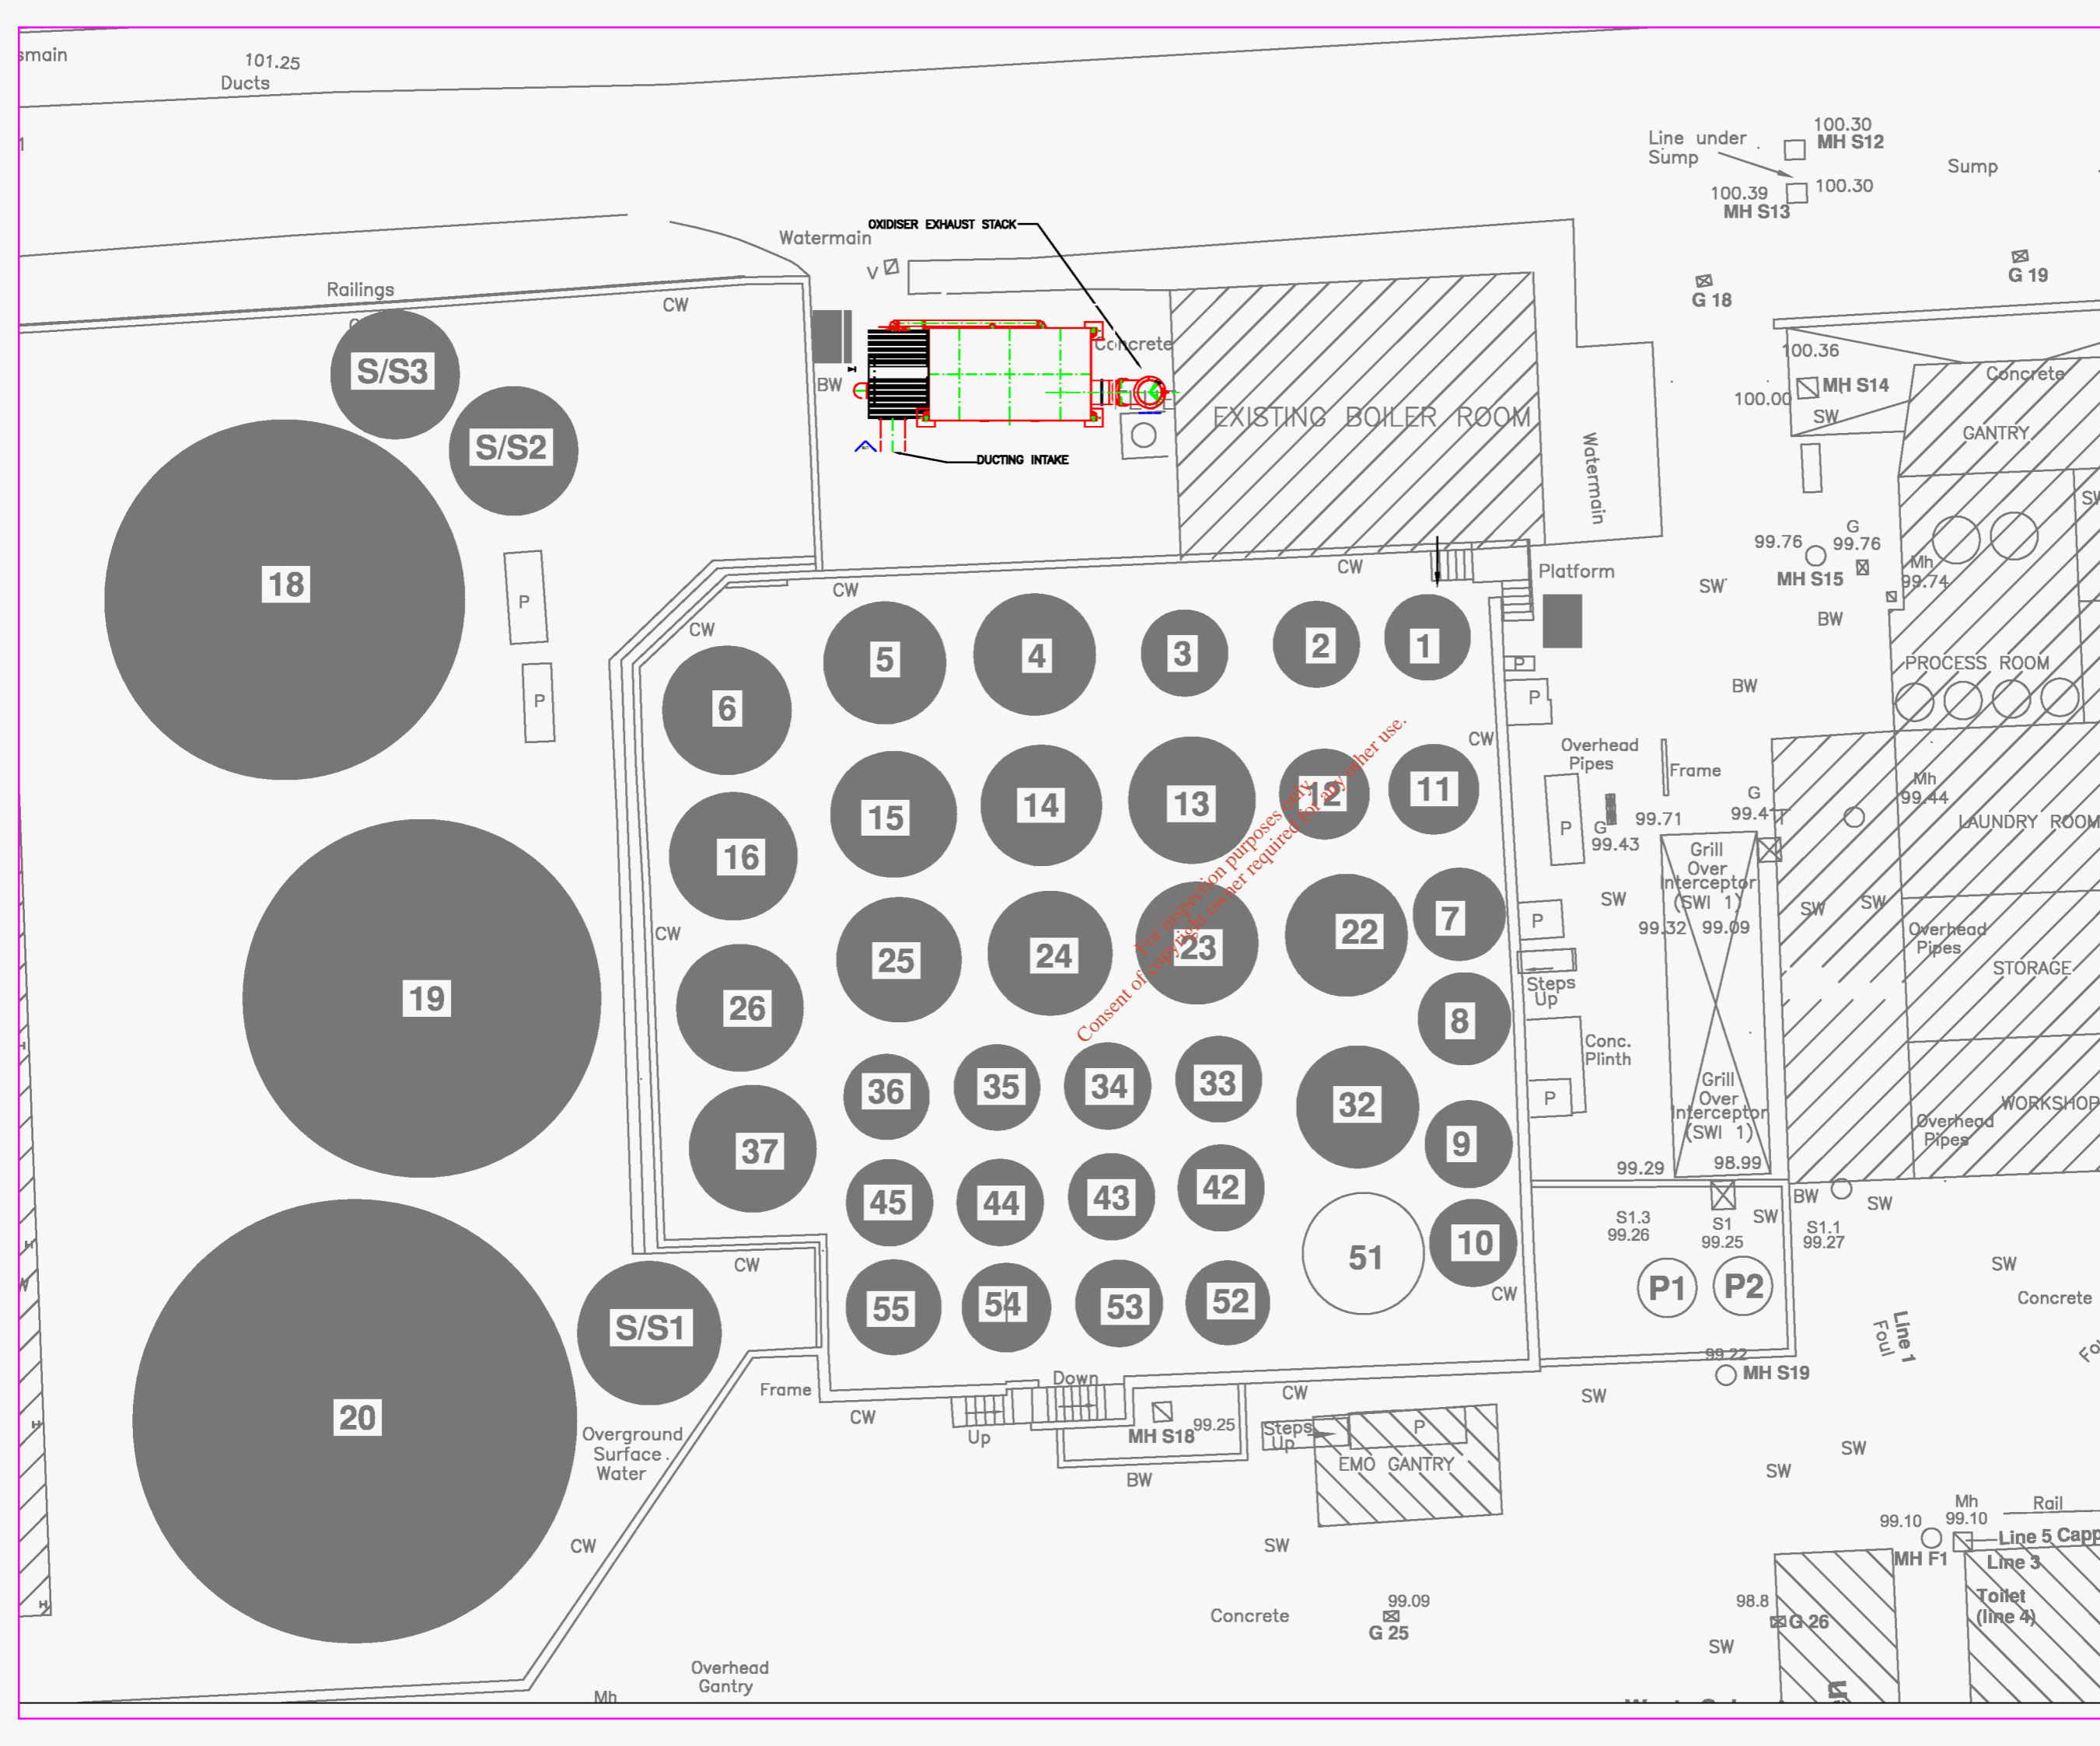 smain
101.25
Ducts
Line under
Sump
100.30
MH S12
100.39
100.30
MH S13
Sump
OXIDISER EXHAUST STACK
Watermain
V
G 19
G 18
Railings
CW
Concrete
BW
EXISTING BOILER ROOM
DUCTING INTAKE
Watermain
100.36
MH S14
100.00
SW
Concrete
GANTRY
S/S3
S/S2
18
P
P
G
99.76
99.76
MH S15
Mh
99.74
SW
BW
CW
Platform
CW
CW
5
4
3
2
1
6
P
P
PROCESS ROOM
BW
CW
Overhead
Pipes
Frame
15
14
13
12
11
16
P
G
99.43
99.71
G
99.41
Mh
99.44
LAUNDRY ROOM
Grill
Over
Interceptor
(SWI 1)
99.32
99.09
SW
SW
SW
Overhead
Pipes
STORAGE
CW
25
24
23
22
7
P
For inspection purposes only.
Consent of copyright owner required for any other use.
19
26
8
Steps
Up
Conc.
Plinth
36
35
34
33
32
37
9
P
Grill
Over
Interceptor
(SWI 1)
WORKSHOP
Overhead
Pipes
99.29
98.99
45
44
43
42
51
10
BW
SW
S1.3
99.26
S1
99.25
SW
S1.1
99.27
P1
P2
CW
S/S1
55
54
53
52
CW
SW
Concrete
Line 1
Foul
20
99.22
MH S19
Frame
Down
CW
CW
SW
Up
MH S18
99.25
BW
Steps
Up
P
EMO GANTRY
Overground
Surface
Water
CW
SW
SW
SW
Mh
99.10
99.10
Rail
MH F1
Line 5 Capp
Line 3
Toilet
(line 4)
Concrete
99.09
G 25
98.8
G 26
SW
Overhead
Gantry
Mh